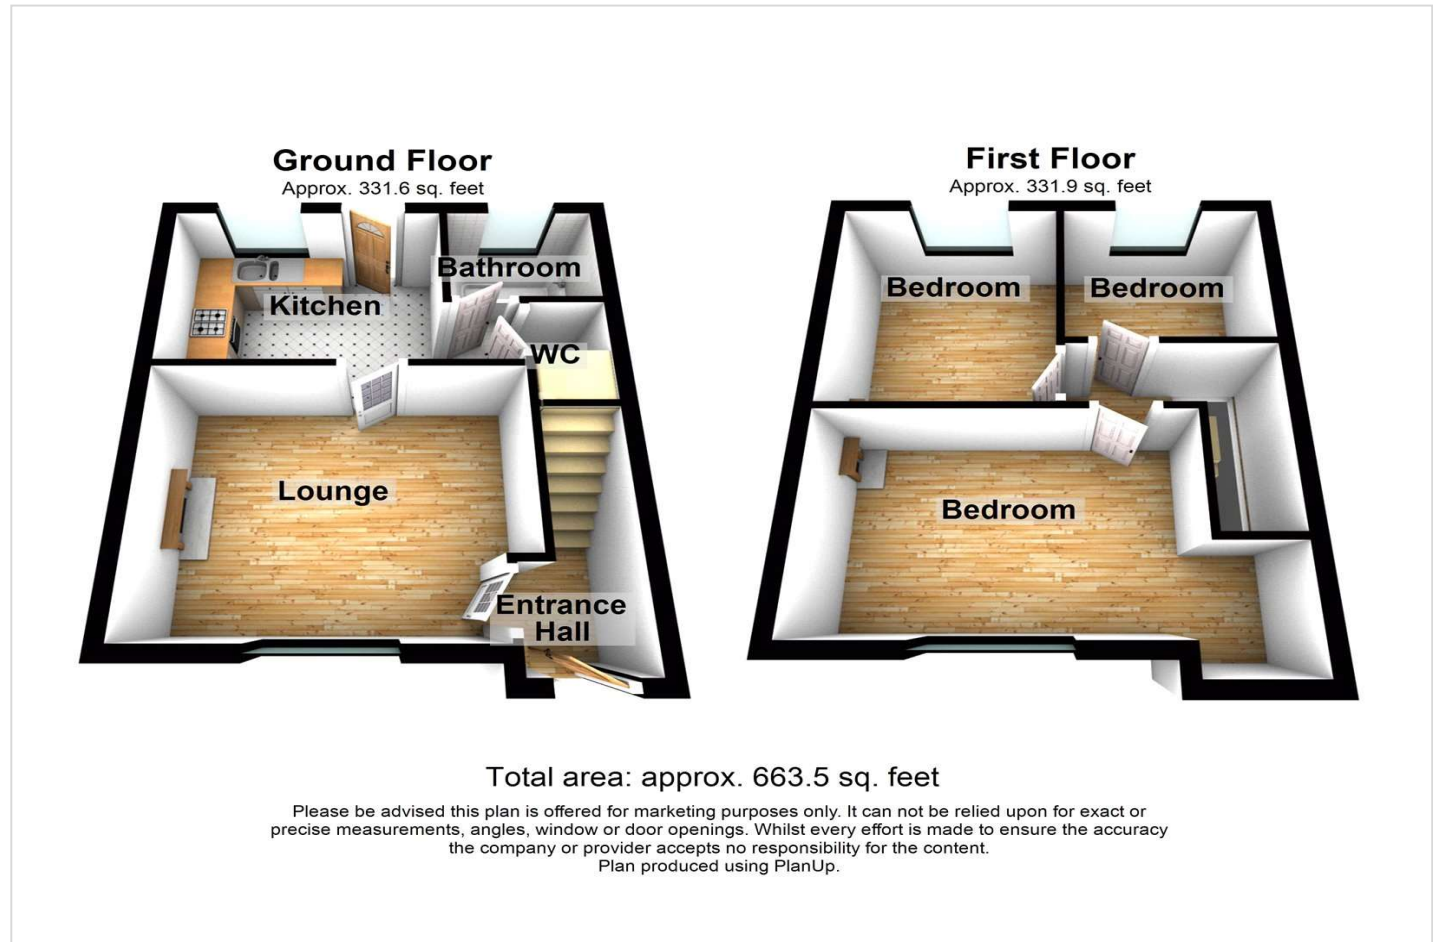 Ground Floor
Approx. 331.6 sq. feet
Kitchen
Bathroom
WC
Lounge
Entrance
Hall
First Floor
Approx. 331.9 sq. feet
Bedroom
Bedroom
Bedroom
Total area: approx. 663.5 sq. feet
Please be advised this plan is offered for marketing purposes only. It can not be relied upon for exact or
precise measurements, angles, window or door openings. Whilst every effort is made to ensure the accuracy
the company or provider accepts no responsibility for the content.
Plan produced using PlanUp.